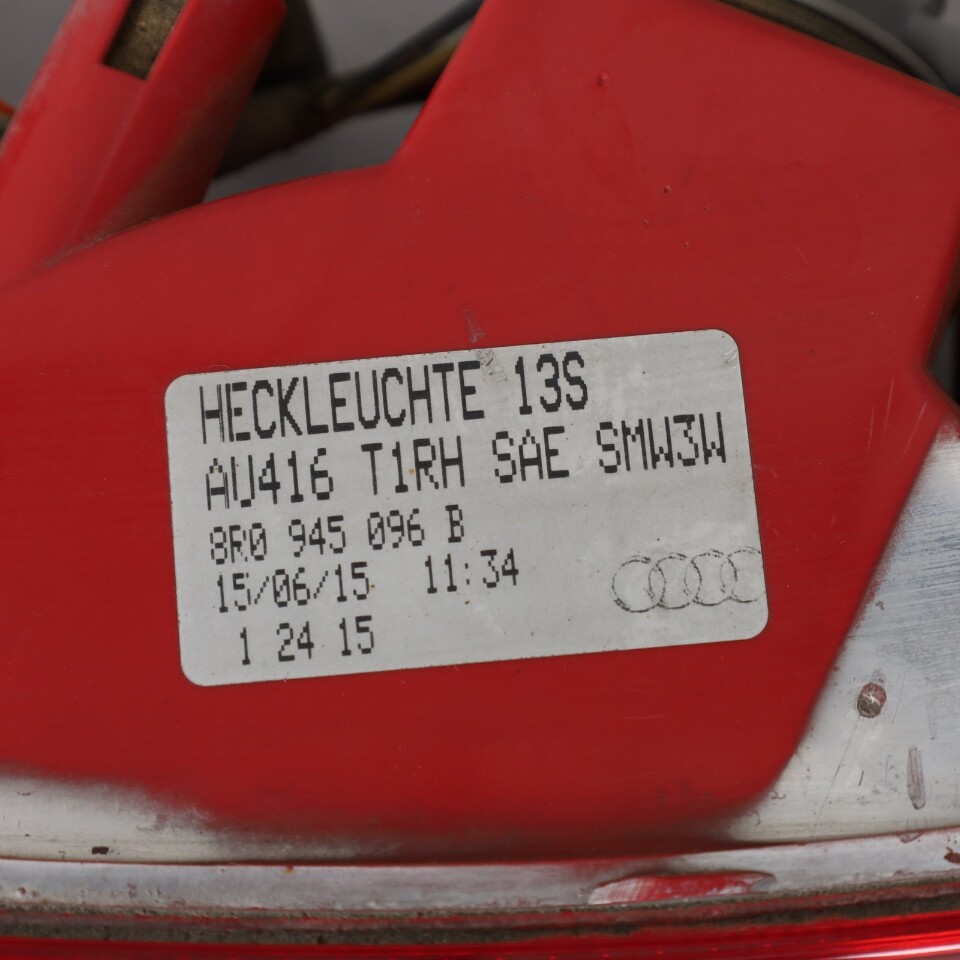 HECKLEUCHTE 13S
AU416 T1RH SAE SMW3W
8R0 945 096 B
15/06/15 11:34
1 24 15